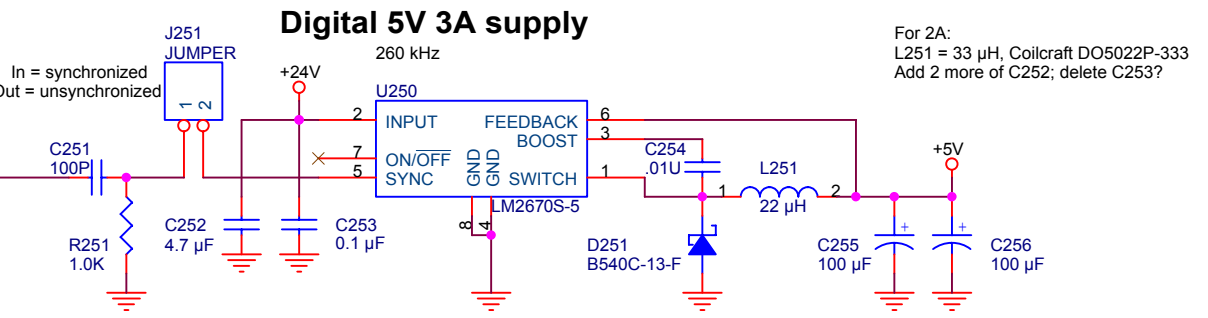 Digital 5V 3A supply
260 kHz
For 2A:
L251 = 33 µH, Coilcraft DO5022P-333
Add 2 more of C252; delete C253?
J251
JUMPER
In = synchronized
Out = unsynchronized
1
2
+24V
U250
2
INPUT
7
ON/OFF
5
SYNC
GND
GND
8
4
FEEDBACK
6
BOOST
3
SWITCH
1
LM2670S-5
C251
100P
R251
1.0K
C252
4.7 µF
C253
0.1 µF
C254
.01U
L251
1
2
22 µH
D251
B540C-13-F
+5V
C255
100 µF
+
C256
100 µF
+